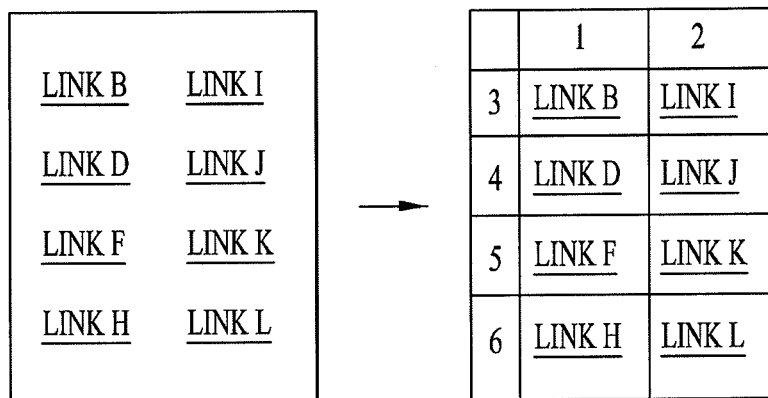 LINK B LINK I
LINK D LINK J
LINK F LINK K
LINK H LINK L
1 2
3 LINK B LINK I
4 LINK D LINK J
5 LINK F LINK K
6 LINK H LINK L